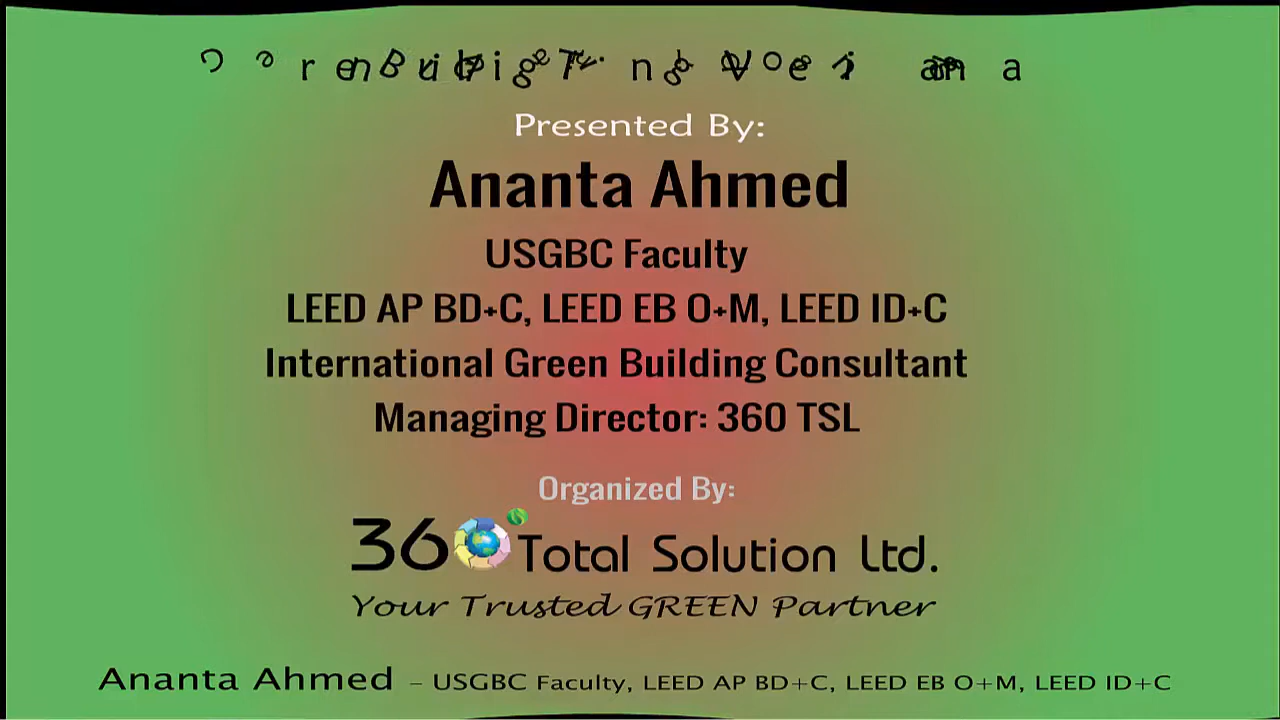 Presented By:
Ananta Ahmed
USGBC Faculty
LEED AP BD+C, LEED EB O+M, LEED ID+C
International Green Building Consultant
Managing Director: 360 TSL
Organized By:
360 Total Solution Ltd.
Your Trusted GREEN Partner
Ananta Ahmed – USGBC Faculty, LEED AP BD+C, LEED EB O+M, LEED ID+C